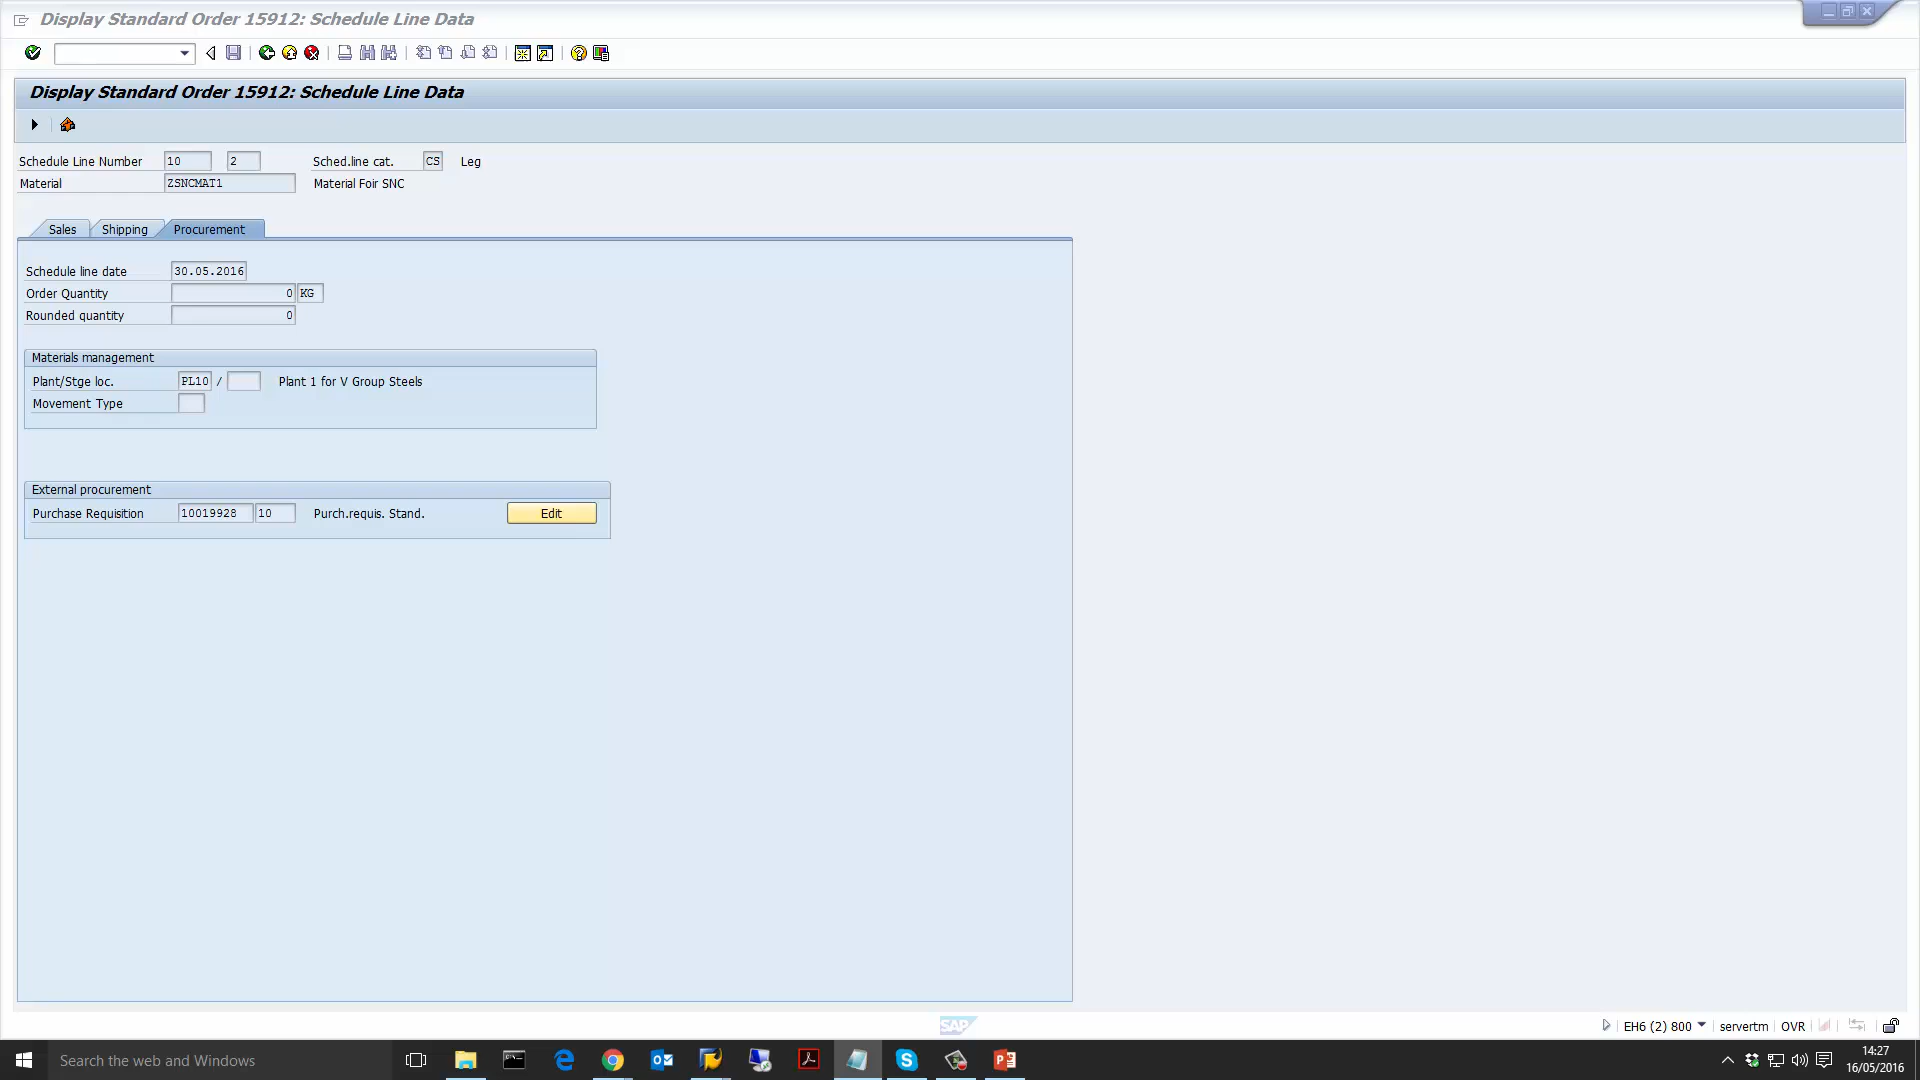 Display Standard Order 15912: Schedule Line Data
Display Standard Order 15912: Schedule Line Data
Schedule Line Number 10 2 Sched.line cat. CS Leg
Material ZSNCMAT1 Material Foir SNC
Sales Shipping Procurement
Schedule line date 30.05.2016
Order Quantity 0 KG
Rounded quantity 0
Materials management
Plant/Stge loc. PL10 / Plant 1 for V Group Steels
Movement Type
External procurement
Purchase Requisition 10019928 10 Purch.requis. Stand. Edit
SAP
EH6 (2) 800 servertm OVR
Search the web and Windows
14:27
16/05/2016